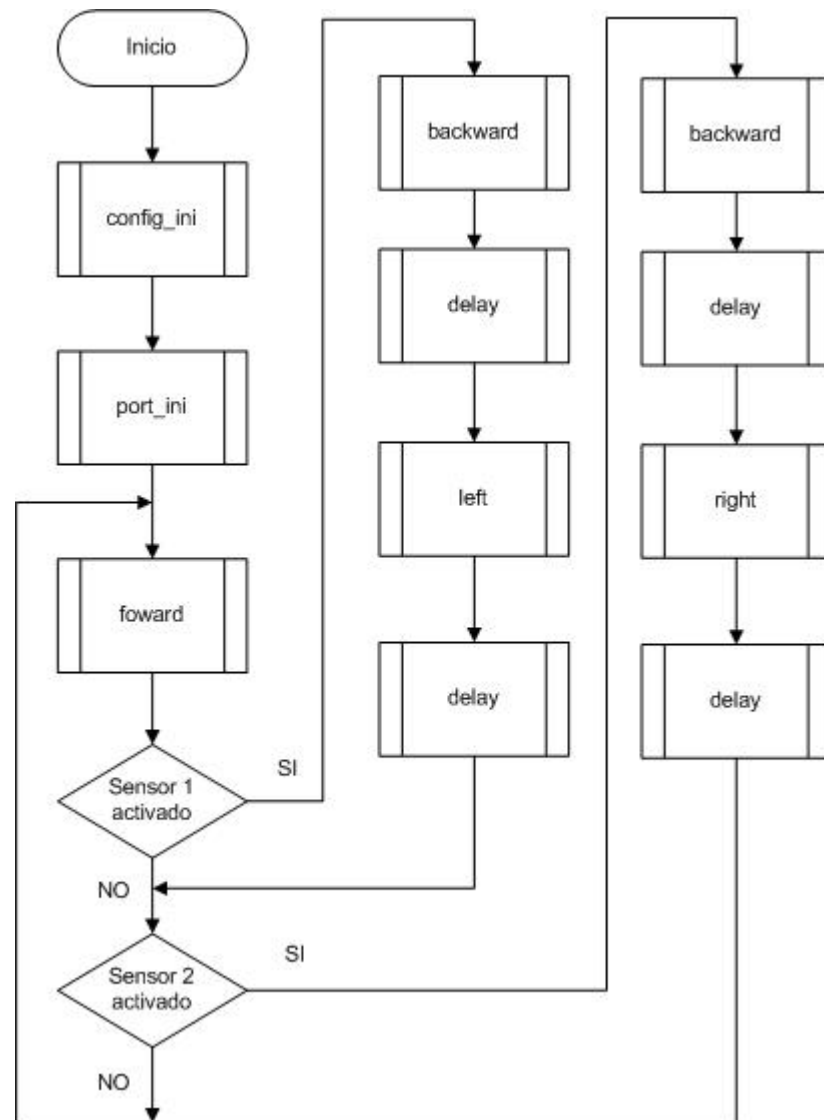 Inicio
config_ini
port_ini
foward
Sensor 1
activado
SI
NO
Sensor 2
activado
SI
NO
backward
delay
left
delay
backward
delay
right
delay